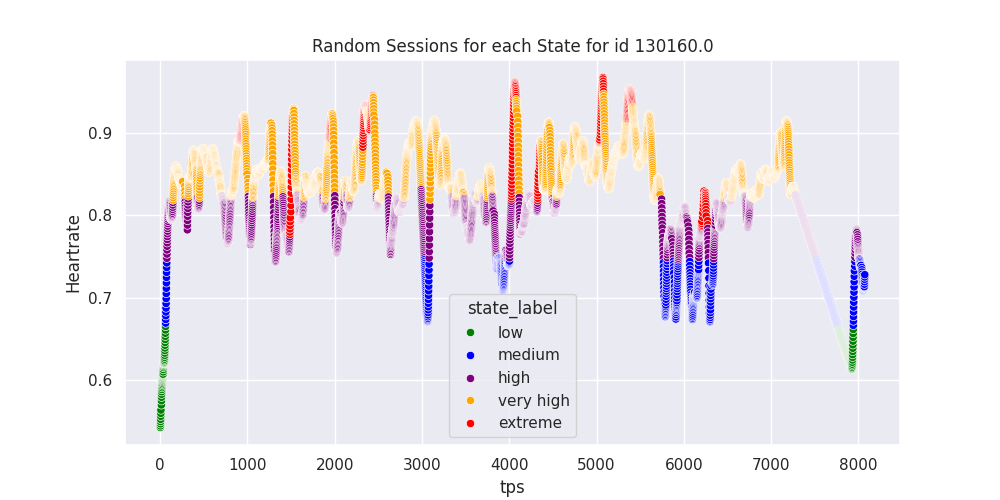 Random Sessions for each State for id 130160.0
Heartrate
0.9
0.8
0.7
0.6
state_label
low
medium
high
very high
extreme
0 1000 2000 3000 4000 5000 6000 7000 8000
tps